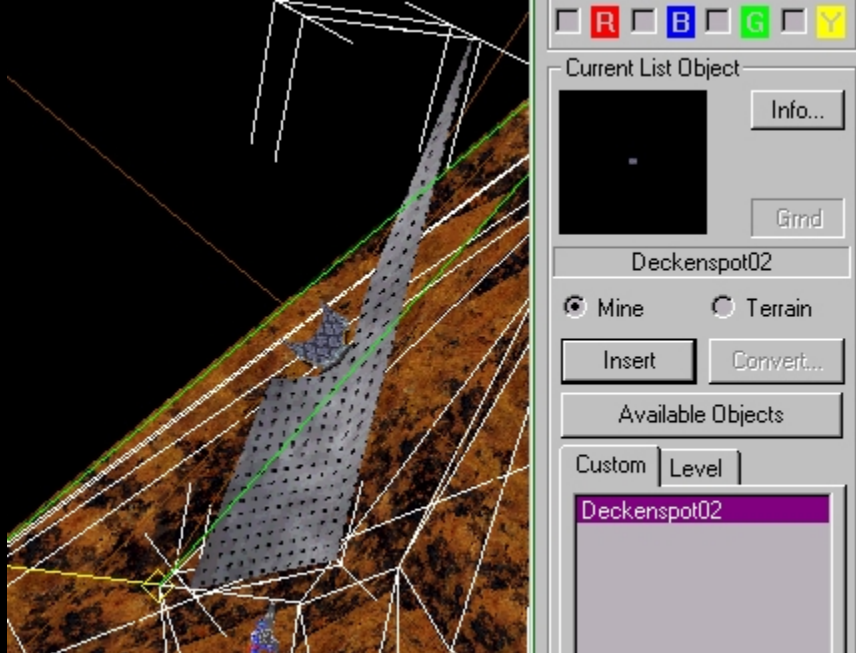 R B G Y
Current List Object
Info...
Grnd
Deckenspot02
Mine Terrain
Insert Convert...
Available Objects
Custom Level
Deckenspot02